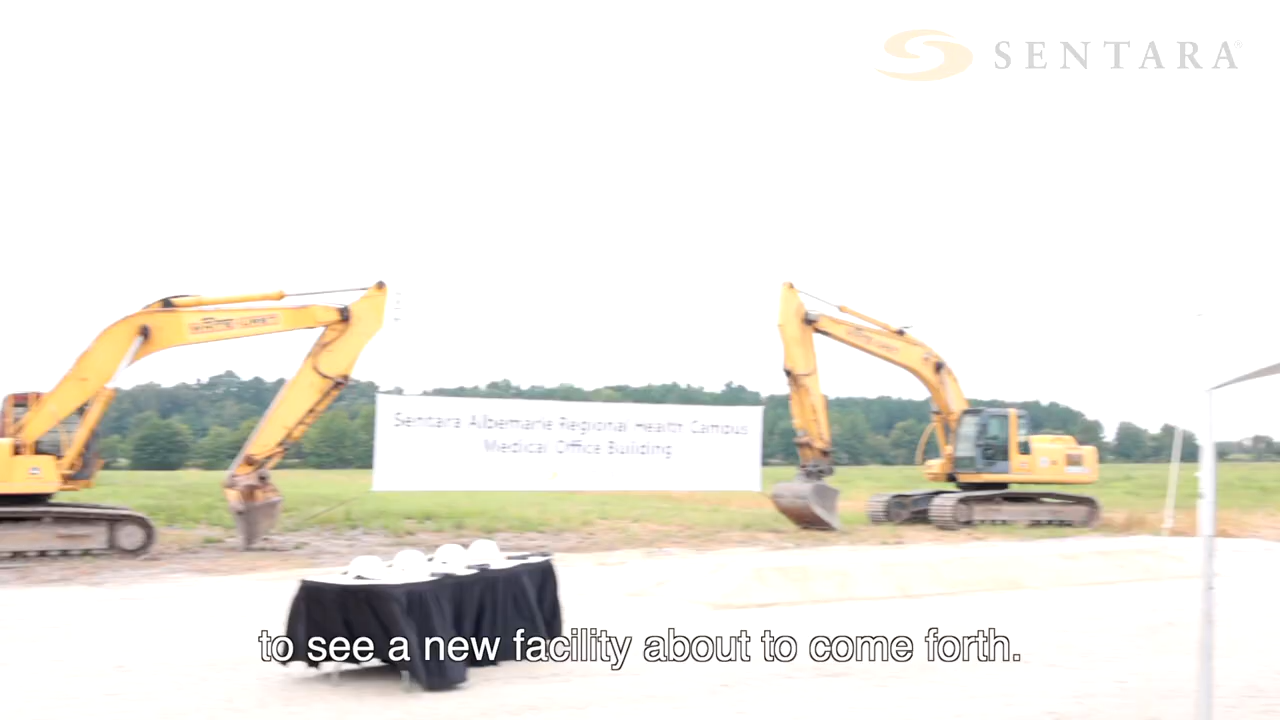 SENTARA®
Sentara Albemarle Regional Health Campus
Medical Office Building
to see a new facility about to come forth.